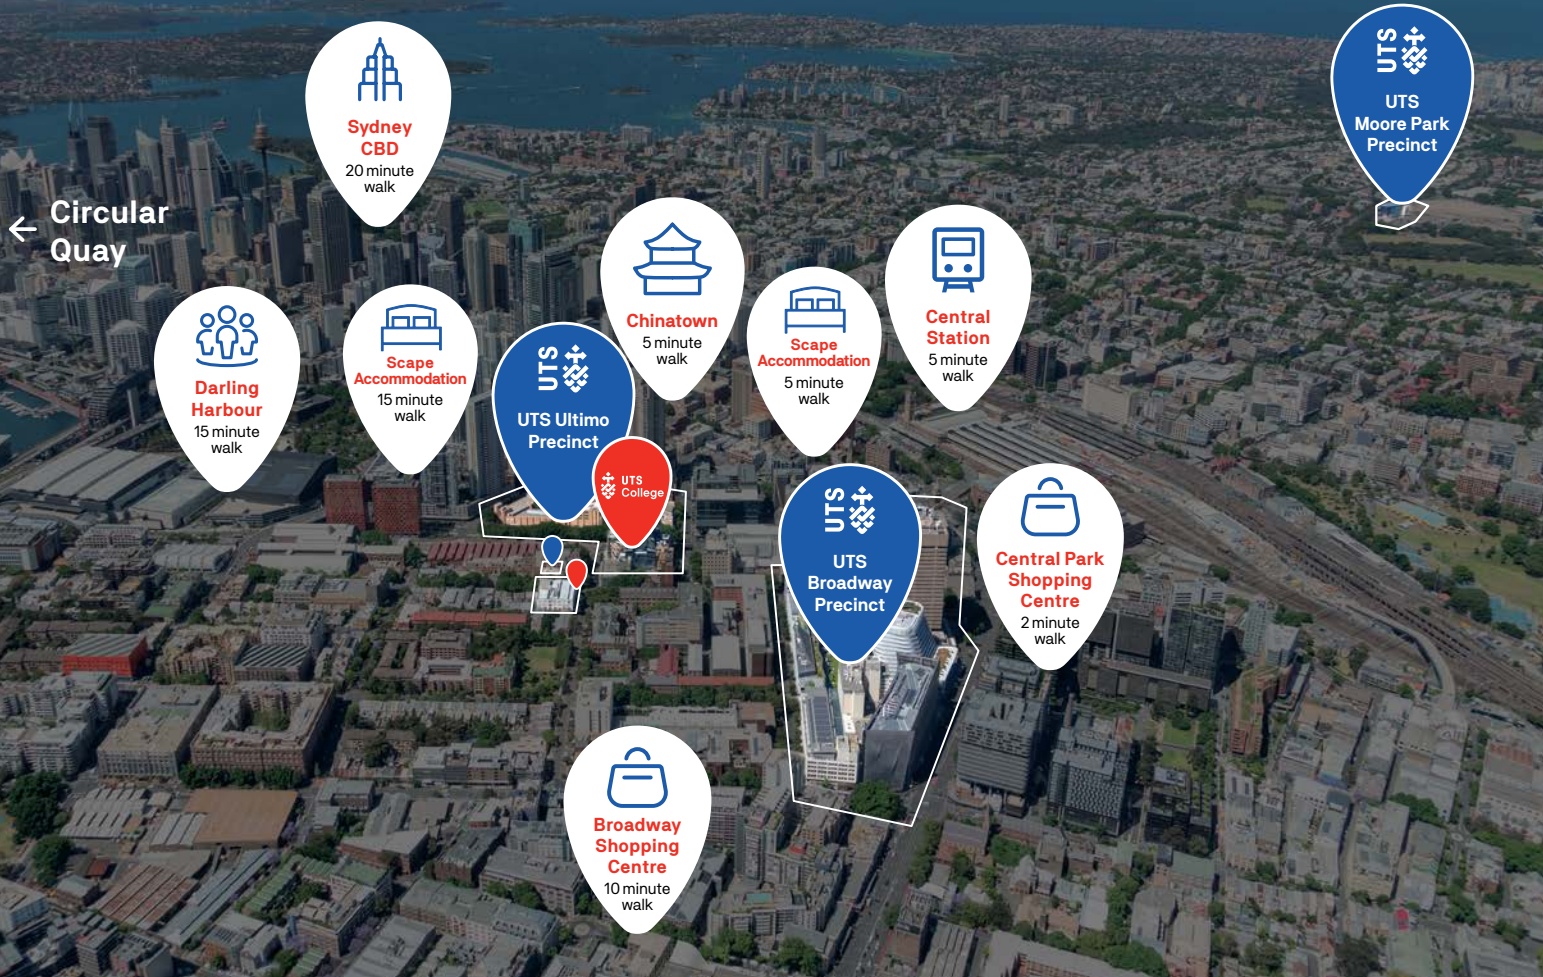 Sydney
CBD
20 minute
walk
UTS
UTS
Moore Park
Precinct
← Circular
Quay
Chinatown
5 minute
walk
Central
Station
5 minute
walk
Darling
Harbour
15 minute
walk
Scape
Accommodation
15 minute
walk
UTS
UTS Ultimo
Precinct
Scape
Accommodation
5 minute
walk
UTS
College
UTS
UTS
Broadway
Precinct
Central Park
Shopping
Centre
2 minute
walk
Broadway
Shopping
Centre
10 minute
walk